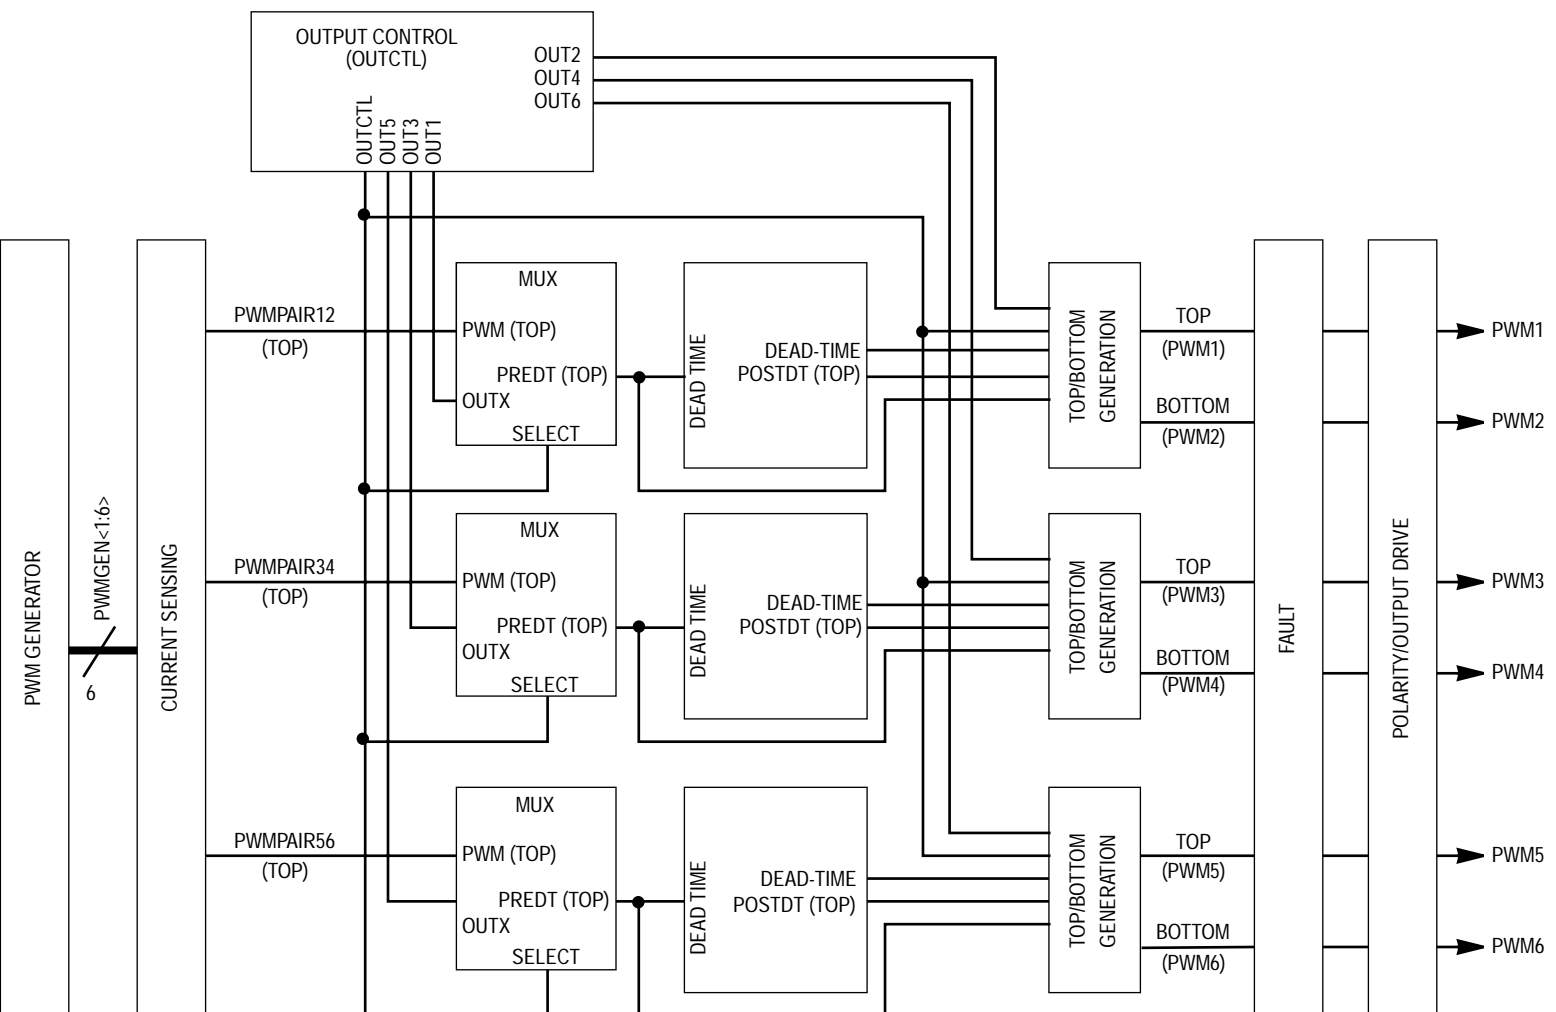 OUTPUT CONTROL
(OUTCTL)
OUT2
OUT4
OUT6
OUTCTL
OUT5
OUT3
OUT1
PWM GENERATOR
PWMGEN<1:6>
6
CURRENT SENSING
PWMPAIR12
(TOP)
MUX
PWM (TOP)
PREDT (TOP)
OUTX
SELECT
DEAD TIME
DEAD-TIME
POSTDT (TOP)
TOP/BOTTOM
GENERATION
TOP
(PWM1)
BOTTOM
(PWM2)
PWM1
PWM2
PWMPAIR34
(TOP)
MUX
PWM (TOP)
PREDT (TOP)
OUTX
SELECT
DEAD TIME
DEAD-TIME
POSTDT (TOP)
TOP/BOTTOM
GENERATION
TOP
(PWM3)
BOTTOM
(PWM4)
FAULT
POLARITY/OUTPUT DRIVE
PWM3
PWM4
PWMPAIR56
(TOP)
MUX
PWM (TOP)
PREDT (TOP)
OUTX
SELECT
DEAD TIME
DEAD-TIME
POSTDT (TOP)
TOP/BOTTOM
GENERATION
TOP
(PWM5)
BOTTOM
(PWM6)
PWM5
PWM6